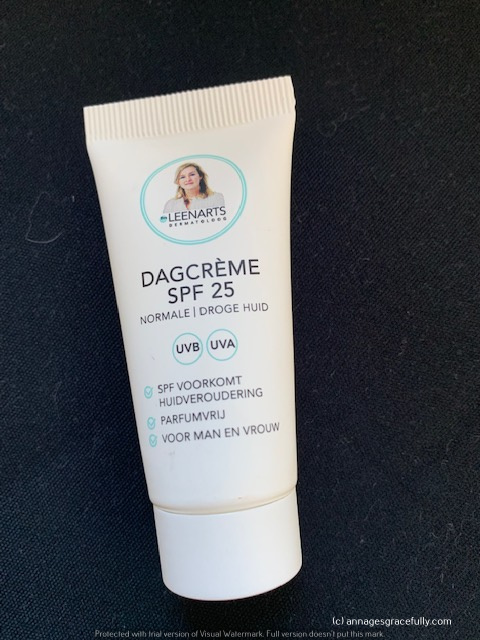 LEENARTS
DERMATOLOOG
DAGCRÈME
SPF 25
NORMALE | DROGE HUID
UVB UVA
SPF VOORKOMT
HUIDVEROUDERING
PARFUMVRIJ
VOOR MAN EN VROUW
(c) annagesgracefully.com
Protected with trial version of Visual Watermark. Full version doesn't put this mark.